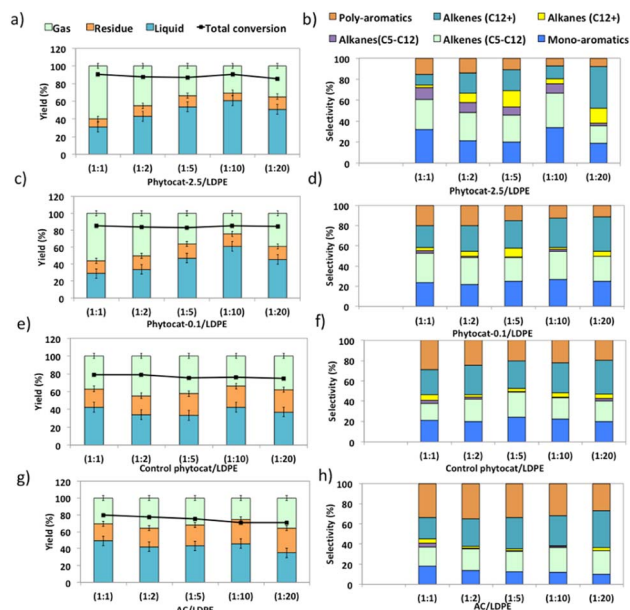 a)
Gas Residue Liquid Total conversion
Yield (%)
100
80
60
40
20
0
(1:1) (1:2) (1:5) (1:10) (1:20)
Phytocat-2.5/LDPE
b)
Poly-aromatics Alkenes (C12+) Alkanes (C12+)
Alkanes(C5-C12) Alkenes (C5-C12) Mono-aromatics
Selectivity (%)
100
80
60
40
20
0
(1:1) (1:2) (1:5) (1:10) (1:20)
Phytocat-2.5/LDPE
c)
Yield (%)
120
100
80
60
40
20
0
(1:1) (1:2) (1:5) (1:10) (1:20)
Phytocat-0.1/LDPE
d)
Selectivity (%)
100
80
60
40
20
0
(1:1) (1:2) (1:5) (1:10) (1:20)
Phytocat-0.1/LDPE
e)
Yield (%)
120
100
80
60
40
20
0
(1:1) (1:2) (1:5) (1:10) (1:20)
Control phytocat/LDPE
f)
Selectivity (%)
100
80
60
40
20
0
(1:1) (1:2) (1:5) (1:10) (1:20)
Control phytocat/LDPE
g)
Yield (%)
100
80
60
40
20
0
(1:1) (1:2) (1:5) (1:10) (1:20)
AC/LDPE
h)
Selectivity (%)
100
80
60
40
20
0
(1:1) (1:2) (1:5) (1:10) (1:20)
AC/LDPE